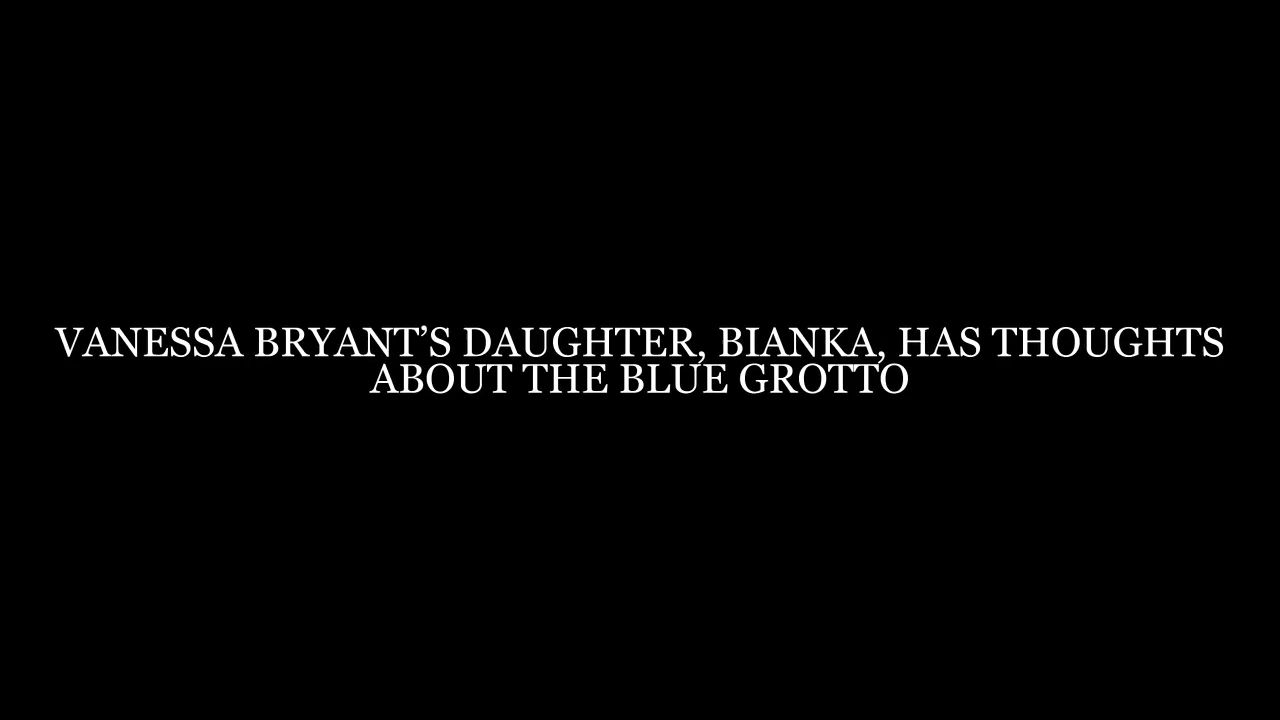 VANESSA BRYANT’S DAUGHTER, BIANKA, HAS THOUGHTS
ABOUT THE BLUE GROTTO